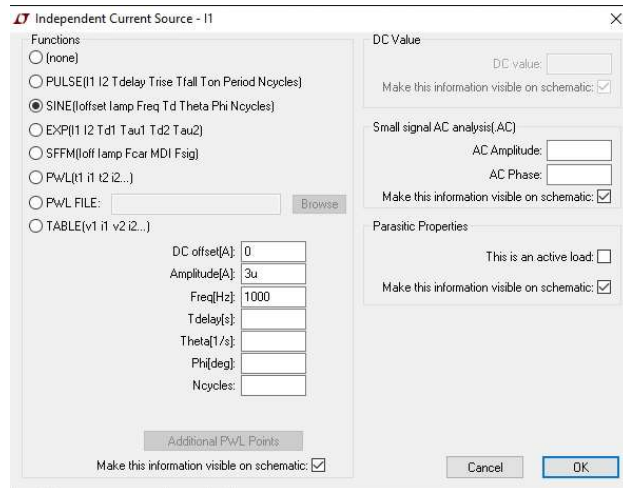 Independent Current Source - I1
Functions
(none)
PULSE(I1 I2 Tdelay Trise Tfall Ton Period Ncycles)
SINE(Ioffset Iamp Freq Td Theta Phi Ncycles)
EXP(I1 I2 Td1 Tau1 Td2 Tau2)
SFFM(Ioff Iamp Fcar MDI Fsig)
PWL(t1 i1 t2 i2...)
PWL FILE:
Browse
TABLE(v1 i1 v2 i2...)
DC offset[A]: 0
Amplitude[A]: 3u
Freq[Hz]: 1000
Tdelay[s]:
Theta[1/s]:
Phi[deg]:
Ncycles:
Additional PWL Points
Make this information visible on schematic:
DC Value
DC value:
Make this information visible on schematic:
Small signal AC analysis(.AC)
AC Amplitude:
AC Phase:
Make this information visible on schematic:
Parasitic Properties
This is an active load:
Make this information visible on schematic:
Cancel
OK